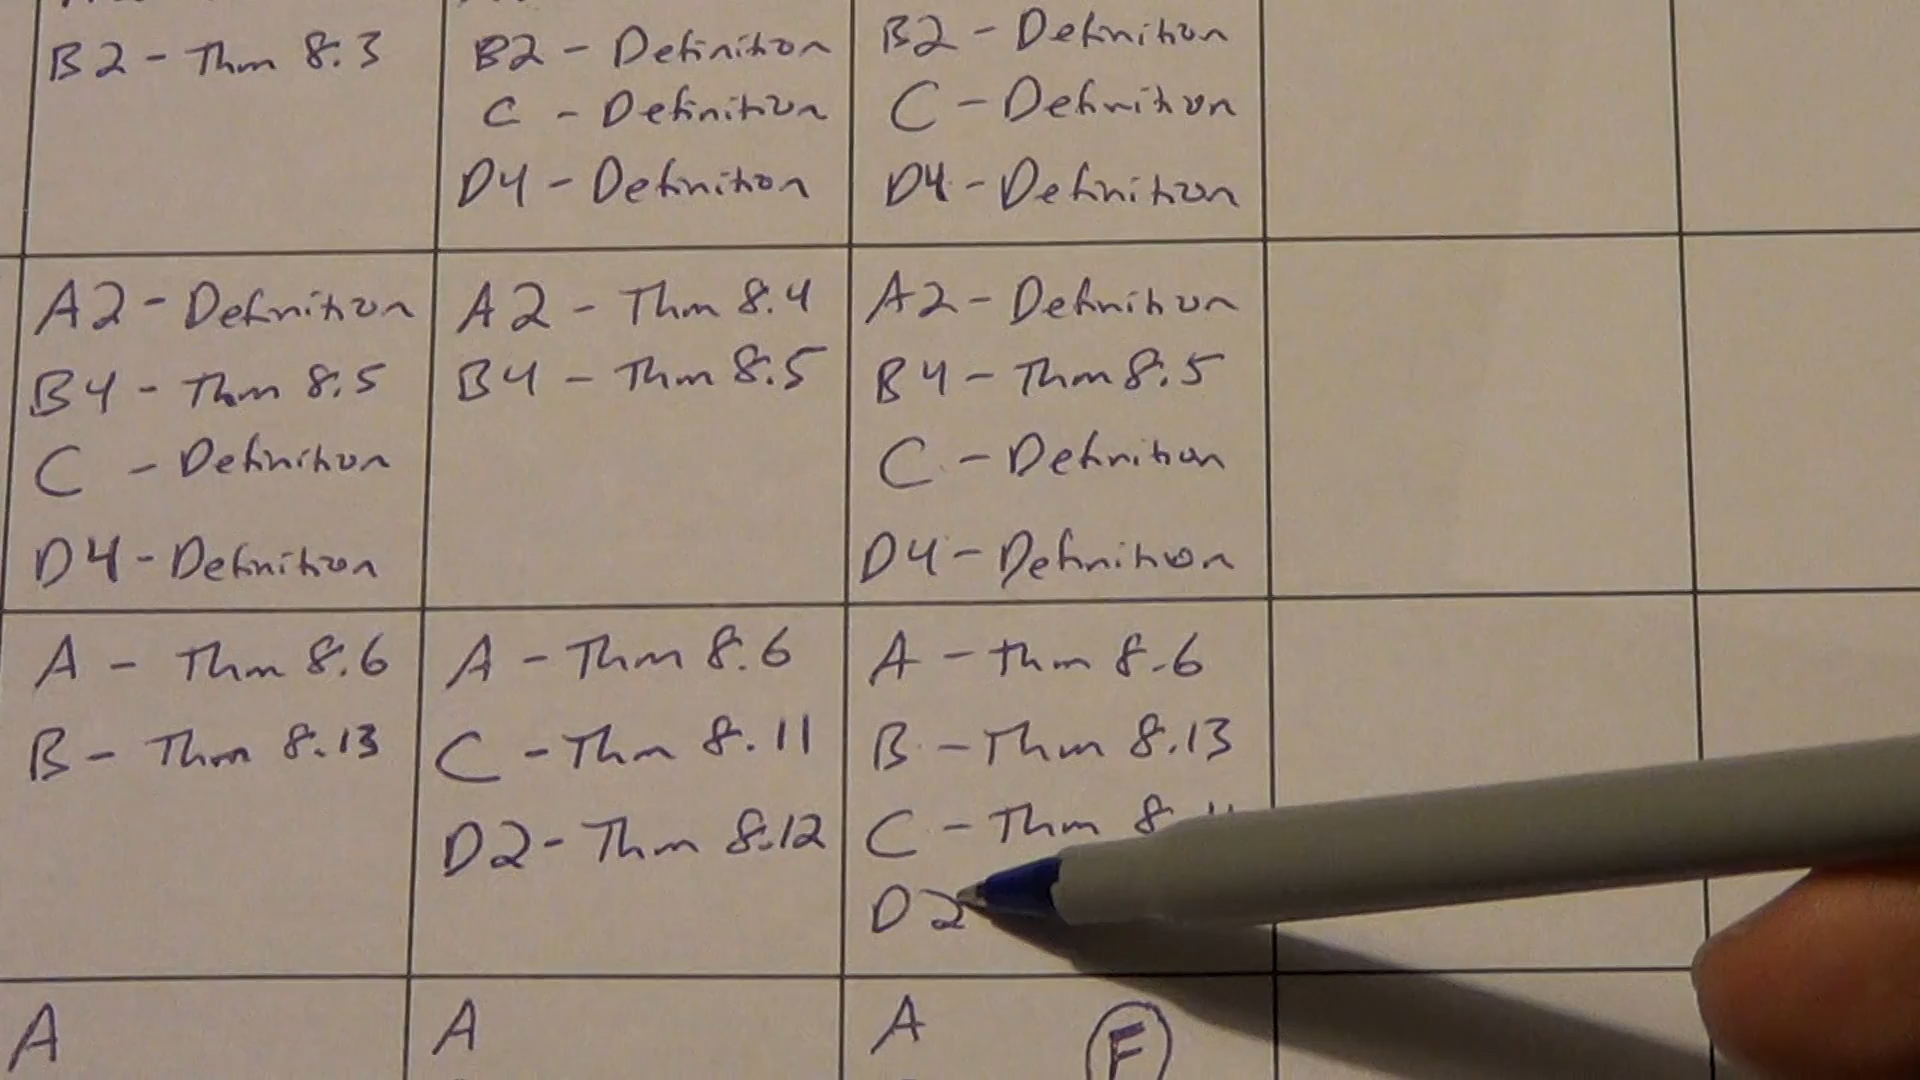 B2 - Thm 8.3
B2 - Definition
C - Definition
D4 - Definition
B2 - Definition
C - Definition
D4 - Definition
A2 - Definition
B4 - Thm 8.5
C - Definition
D4 - Definition
A2 - Thm 8.4
B4 - Thm 8.5
A2 - Definition
B4 - Thm 8.5
C - Definition
D4 - Definition
A - Thm 8.6
B - Thm 8.13
A - Thm 8.6
C - Thm 8.11
D2 - Thm 8.12
A - thm 8.6
B - Thm 8.13
C - Thm
D2
A
A
A
F